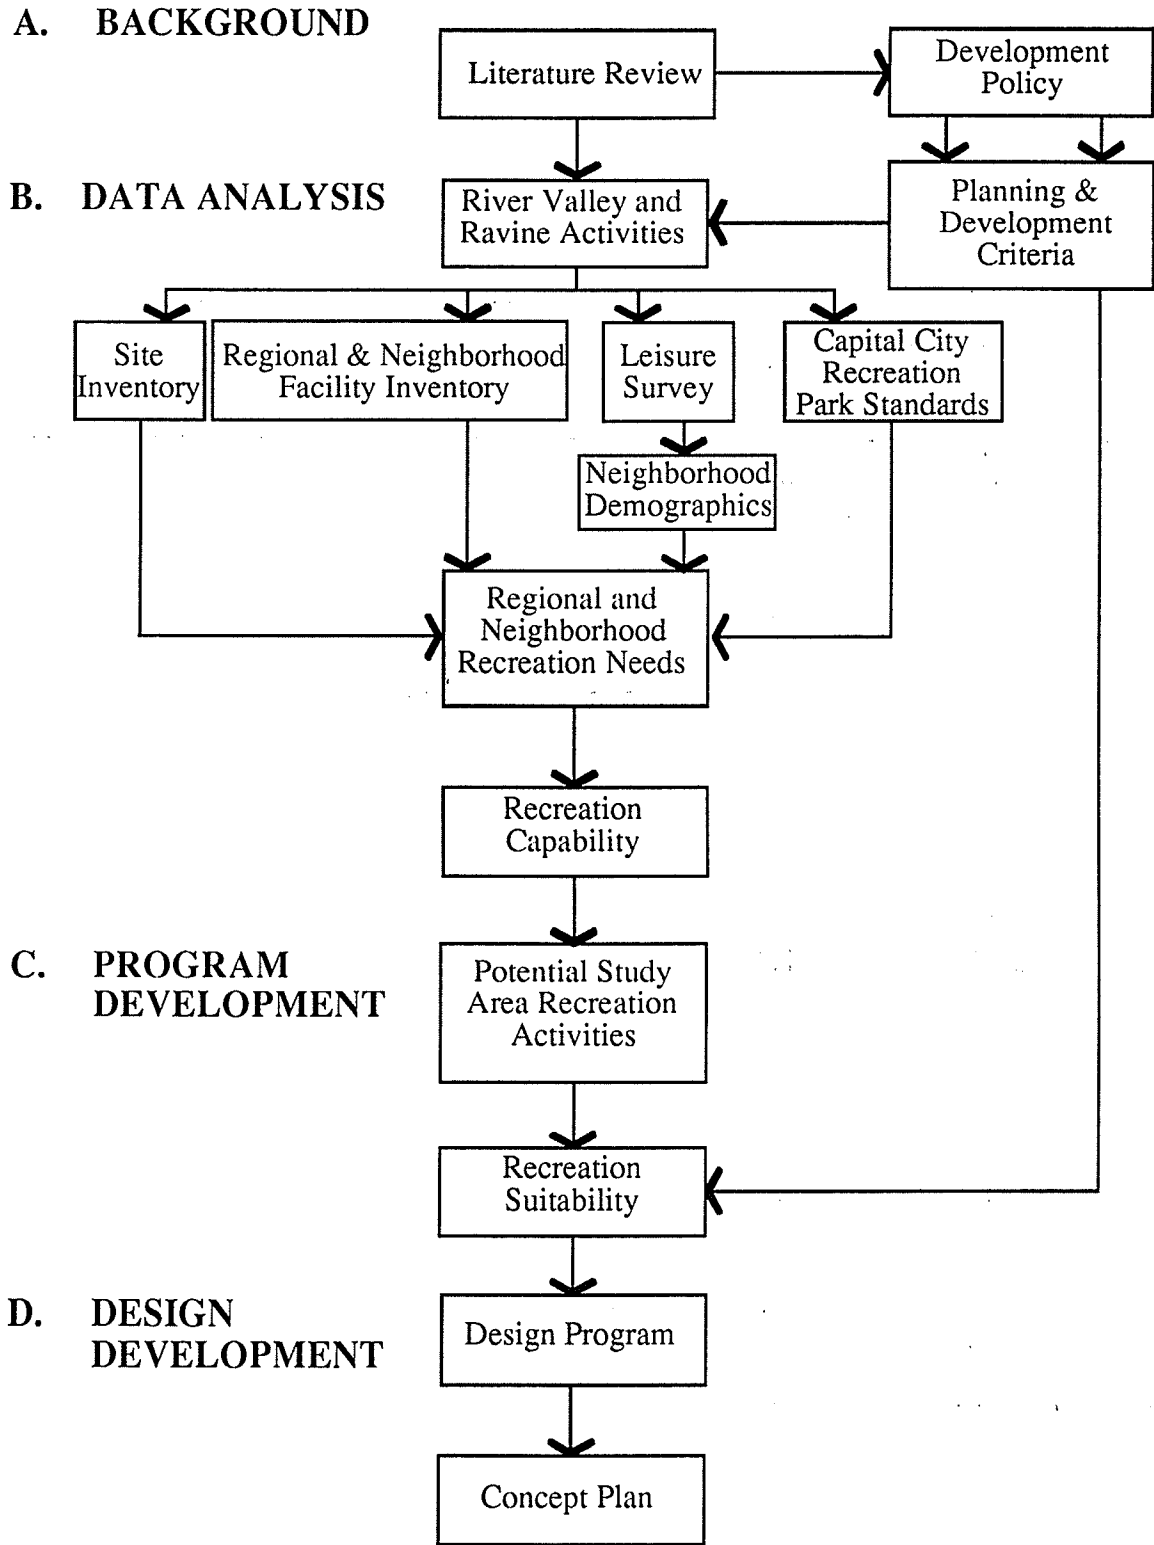 A. BACKGROUND
Literature Review
Development
Policy
B. DATA ANALYSIS
River Valley and
Ravine Activities
Planning &
Development
Criteria
Site
Inventory
Regional & Neighborhood
Facility Inventory
Leisure
Survey
Capital City
Recreation
Park Standards
Neighborhood
Demographics
Regional and
Neighborhood
Recreation Needs
Recreation
Capability
C. PROGRAM
DEVELOPMENT
Potential Study
Area Recreation
Activities
Recreation
Suitability
D. DESIGN
DEVELOPMENT
Design Program
Concept Plan